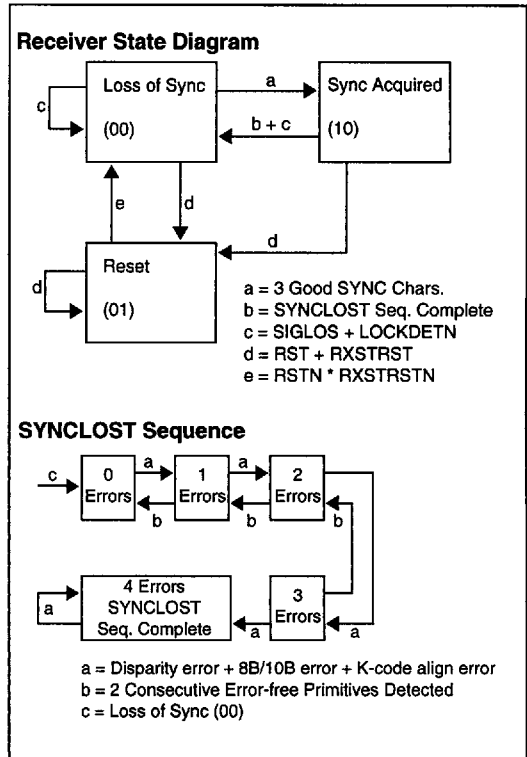 Receiver State Diagram
Loss of Sync
(00)
a
Sync Acquired
(10)
c
b + c
e
d
d
Reset
(01)
d
a = 3 Good SYNC Chars.
b = SYNCLOST Seq. Complete
c = SIGLOS + LOCKDETN
d = RST + RXSTRST
e = RSTN * RXSTRSTN
SYNCLOST Sequence
c
0
Errors
a
b
1
Errors
a
b
2
Errors
b
a
4 Errors
SYNCLOST
Seq. Complete
a
a
3
Errors
a = Disparity error + 8B/10B error + K-code align error
b = 2 Consecutive Error-free Primitives Detected
c = Loss of Sync (00)